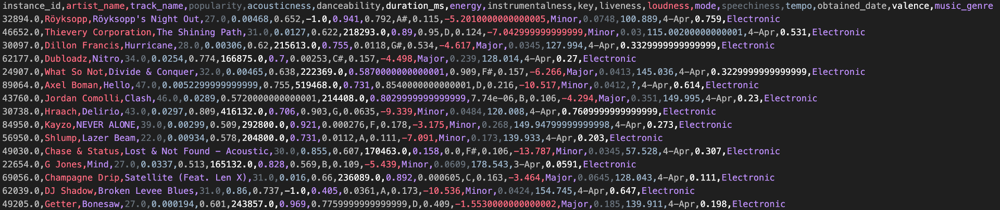 instance_id,artist_name,track_name,popularity,acousticness,danceability,duration_ms,energy,instrumentalness,key,liveness,loudness,mode,speechiness,tempo,obtained_date,valence,music_genre
32894.0,Röyksopp,Röyksopp's Night Out,27.0,0.00468,0.652,-1.0,0.941,0.792,A#,0.115,-5.2010000000000005,Minor,0.0748,100.889,4-Apr,0.759,Electronic
46652.0,Thievery Corporation,The Shining Path,31.0,0.0127,0.622,218293.0,0.89,0.95,D,0.124,-7.042999999999999,Minor,0.03,115.00200000000001,4-Apr,0.531,Electronic
30097.0,Dillon Francis,Hurricane,28.0,0.00306,0.62,215613.0,0.755,0.0118,G#,0.534,-4.617,Major,0.0345,127.994,4-Apr,0.3329999999999999,Electronic
62177.0,Dubloadz,Nitro,34.0,0.0254,0.774,166875.0,0.7,0.00253,C#,0.157,-4.498,Major,0.239,128.014,4-Apr,0.27,Electronic
24907.0,What So Not,Divide & Conquer,32.0,0.00465,0.638,222369.0,0.5870000000000001,0.909,F#,0.157,-6.266,Major,0.0413,145.036,4-Apr,0.3229999999999999,Electronic
89064.0,Axel Boman,Hello,47.0,0.0052299999999999,0.755,519468.0,0.731,0.8540000000000001,D,0.216,-10.517,Minor,0.0412,?,4-Apr,0.614,Electronic
43760.0,Jordan Comolli,Clash,46.0,0.0289,0.5720000000000001,214408.0,0.8029999999999999,7.74e-06,B,0.106,-4.294,Major,0.351,149.995,4-Apr,0.23,Electronic
30738.0,Hraach,Delirio,43.0,0.0297,0.809,416132.0,0.706,0.903,G,0.0635,-9.339,Minor,0.0484,120.008,4-Apr,0.7609999999999999,Electronic
84950.0,Kayzo,NEVER ALONE,39.0,0.00299,0.509,292800.0,0.921,0.000276,F,0.178,-3.175,Minor,0.268,149.94799999999998,4-Apr,0.273,Electronic
56950.0,Shlump,Lazer Beam,22.0,0.00934,0.578,204800.0,0.731,0.0112,A,0.111,-7.091,Minor,0.173,139.933,4-Apr,0.203,Electronic
49030.0,Chase & Status,Lost & Not Found - Acoustic,30.0,0.855,0.607,170463.0,0.158,0.0,F#,0.106,-13.787,Minor,0.0345,57.528,4-Apr,0.307,Electronic
22654.0,G Jones,Mind,27.0,0.0337,0.513,165132.0,0.828,0.569,B,0.109,-5.439,Minor,0.0609,178.543,3-Apr,0.0591,Electronic
69056.0,Champagne Drip,Satellite (Feat. Len X),31.0,0.016,0.66,236089.0,0.892,0.000605,C,0.163,-3.464,Major,0.0645,128.043,4-Apr,0.111,Electronic
62039.0,DJ Shadow,Broken Levee Blues,31.0,0.86,0.737,-1.0,0.405,0.0361,A,0.173,-10.536,Minor,0.0424,154.745,4-Apr,0.647,Electronic
49205.0,Getter,Bonesaw,27.0,0.000194,0.601,243857.0,0.969,0.7759999999999999,D,0.409,-1.5530000000000002,Major,0.185,139.911,4-Apr,0.198,Electronic